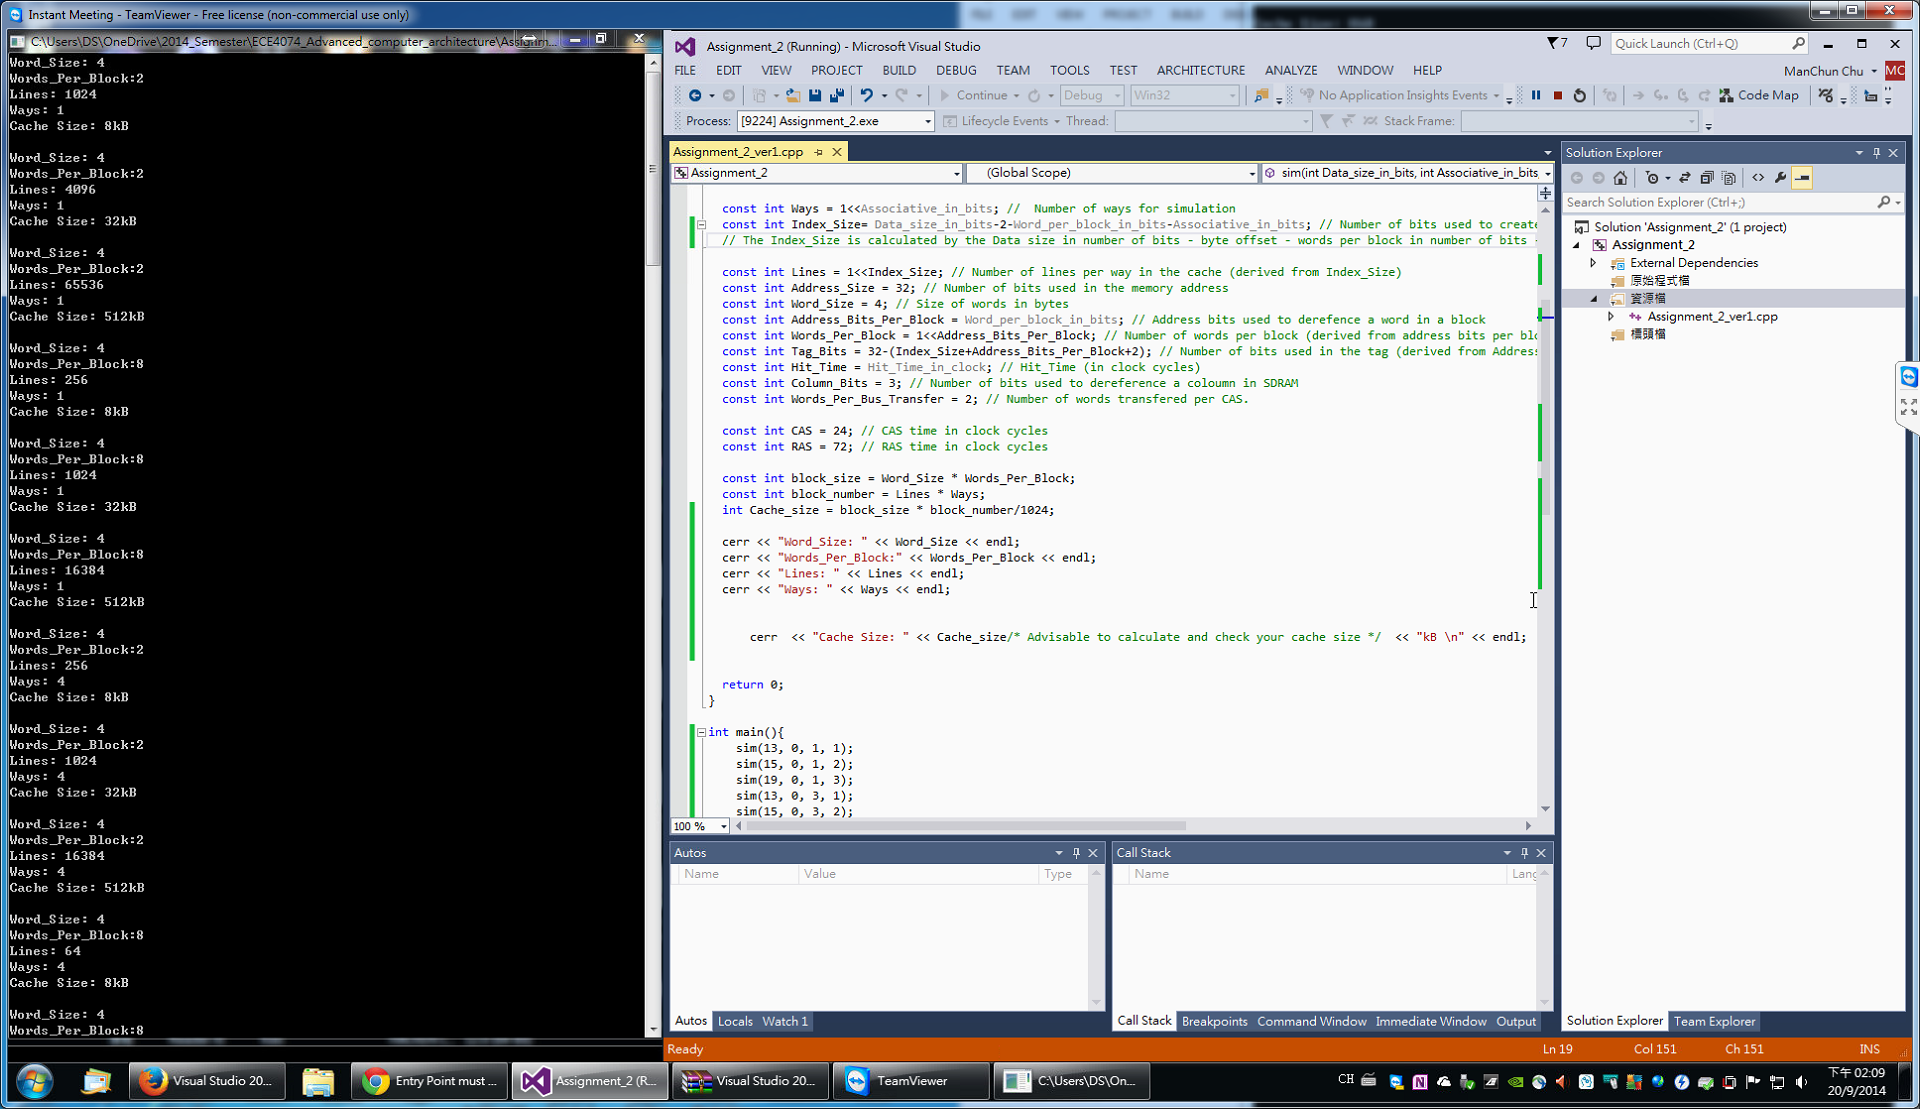 Instant Meeting - TeamViewer - Free license (non-commercial use only)
C:\Users\DS\OneDrive\2014_Semester\ECE4074_Advanced_computer_architecture\Assignm...
Word_Size: 4
Words_Per_Block:2
Lines: 1024
Ways: 1
Cache Size: 8kB
Word_Size: 4
Words_Per_Block:2
Lines: 4096
Ways: 1
Cache Size: 32kB
Word_Size: 4
Words_Per_Block:2
Lines: 65536
Ways: 1
Cache Size: 512kB
Word_Size: 4
Words_Per_Block:8
Lines: 256
Ways: 1
Cache Size: 8kB
Word_Size: 4
Words_Per_Block:8
Lines: 1024
Ways: 1
Cache Size: 32kB
Word_Size: 4
Words_Per_Block:8
Lines: 16384
Ways: 1
Cache Size: 512kB
Word_Size: 4
Words_Per_Block:2
Lines: 256
Ways: 4
Cache Size: 8kB
Word_Size: 4
Words_Per_Block:2
Lines: 1024
Ways: 4
Cache Size: 32kB
Word_Size: 4
Words_Per_Block:2
Lines: 16384
Ways: 4
Cache Size: 512kB
Word_Size: 4
Words_Per_Block:8
Lines: 64
Ways: 4
Cache Size: 8kB
Word_Size: 4
Words_Per_Block:8
Assignment_2 (Running) - Microsoft Visual Studio
7
Quick Launch (Ctrl+Q)
FILE EDIT VIEW PROJECT BUILD DEBUG TEAM TOOLS TEST ARCHITECTURE ANALYZE WINDOW HELP
ManChun Chu MC
Continue Debug Win32 No Application Insights Events Code Map
Process: [9224] Assignment_2.exe Lifecycle Events Thread: Stack Frame:
Assignment_2_ver1.cpp
Assignment_2 (Global Scope) sim(int Data_size_in_bits, int Associative_in_bits,
const int Ways = 1<<Associative_in_bits; //  Number of ways for simulation
const int Index_Size= Data_size_in_bits-2-Word_per_block_in_bits-Associative_in_bits; // Number of bits used to create
// The Index_Size is calculated by the Data size in number of bits - byte offset - words per block in number of bits -
const int Lines = 1<<Index_Size; // Number of lines per way in the cache (derived from Index_Size)
const int Address_Size = 32; // Number of bits used in the memory address
const int Word_Size = 4; // Size of words in bytes
const int Address_Bits_Per_Block = Word_per_block_in_bits; // Address bits used to derefence a word in a block
const int Words_Per_Block = 1<<Address_Bits_Per_Block; // Number of words per block (derived from address bits per blo
const int Tag_Bits = 32-(Index_Size+Address_Bits_Per_Block+2); // Number of bits used in the tag (derived from Address
const int Hit_Time = Hit_Time_in_clock; // Hit_Time (in clock cycles)
const int Column_Bits = 3; // Number of bits used to dereference a coloumn in SDRAM
const int Words_Per_Bus_Transfer = 2; // Number of words transfered per CAS.
const int CAS = 24; // CAS time in clock cycles
const int RAS = 72; // RAS time in clock cycles
const int block_size = Word_Size * Words_Per_Block;
const int block_number = Lines * Ways;
int Cache_size = block_size * block_number/1024;
cerr << "Word_Size: " << Word_Size << endl;
cerr << "Words_Per_Block:" << Words_Per_Block << endl;
cerr << "Lines: " << Lines << endl;
cerr << "Ways: " << Ways << endl;
cerr  << "Cache Size: " << Cache_size/* Advisable to calculate and check your cache size */  << "kB \n" << endl;
return 0;
}
int main(){
sim(13, 0, 1, 1);
sim(15, 0, 1, 2);
sim(19, 0, 1, 3);
sim(13, 0, 3, 1);
sim(15, 0, 3, 2);
100 %
Solution Explorer
Search Solution Explorer (Ctrl+;)
Solution 'Assignment_2' (1 project)
Assignment_2
External Dependencies
原始程式檔
資源檔
Assignment_2_ver1.cpp
標頭檔
Autos
Name Value Type
Autos Locals Watch 1
Call Stack
Name Lang
Call Stack Breakpoints Command Window Immediate Window Output
Solution Explorer Team Explorer
Ready Ln 19 Col 151 Ch 151 INS
Visual Studio 20... Entry Point must ... Assignment_2 (R... Visual Studio 20... TeamViewer C:\Users\DS\On...
CH
下午 02:09
20/9/2014